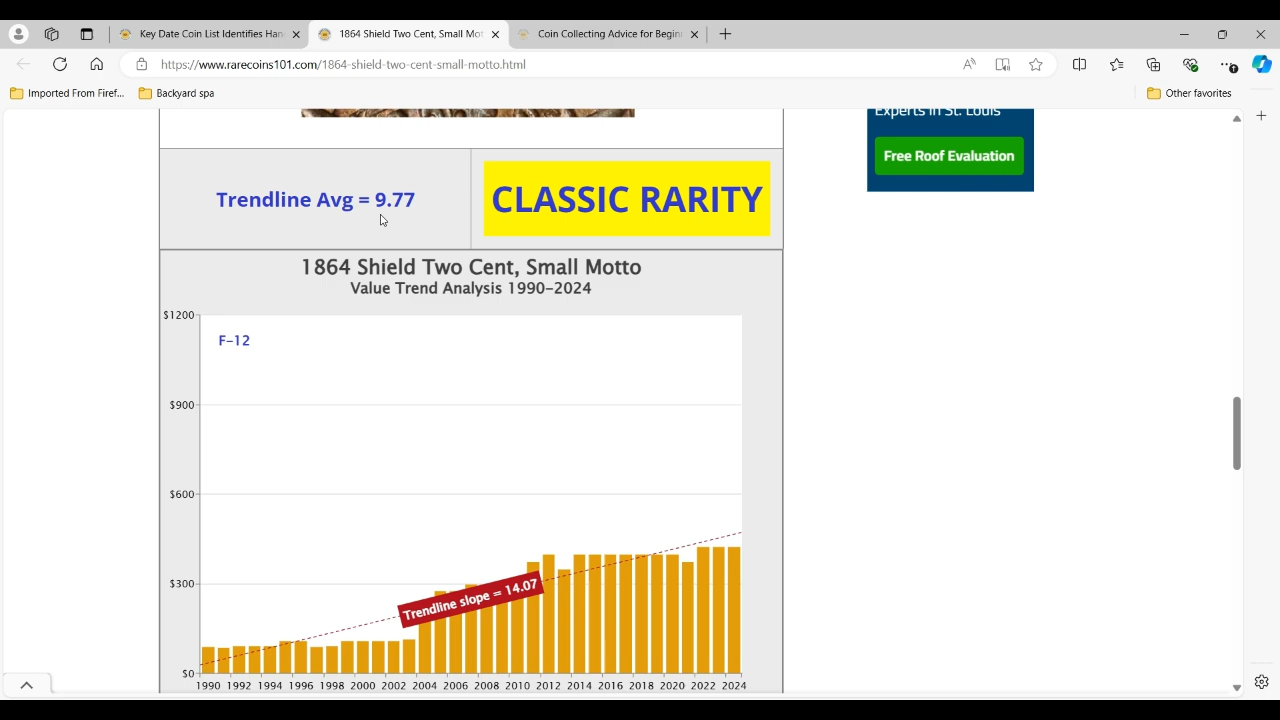 Key Date Coin List Identifies Han
1864 Shield Two Cent, Small Mot
Coin Collecting Advice for Begin
https://www.rarecoins101.com/1864-shield-two-cent-small-motto.html
Imported From Firef...
Backyard spa
Other favorites
Experts in St. Louis
Free Roof Evaluation
Trendline Avg = 9.77
CLASSIC RARITY
1864 Shield Two Cent, Small Motto
Value Trend Analysis 1990-2024
$1200
F-12
$900
$600
$300
Trendline slope = 14.07
$0
1990 1992 1994 1996 1998 2000 2002 2004 2006 2008 2010 2012 2014 2016 2018 2020 2022 2024